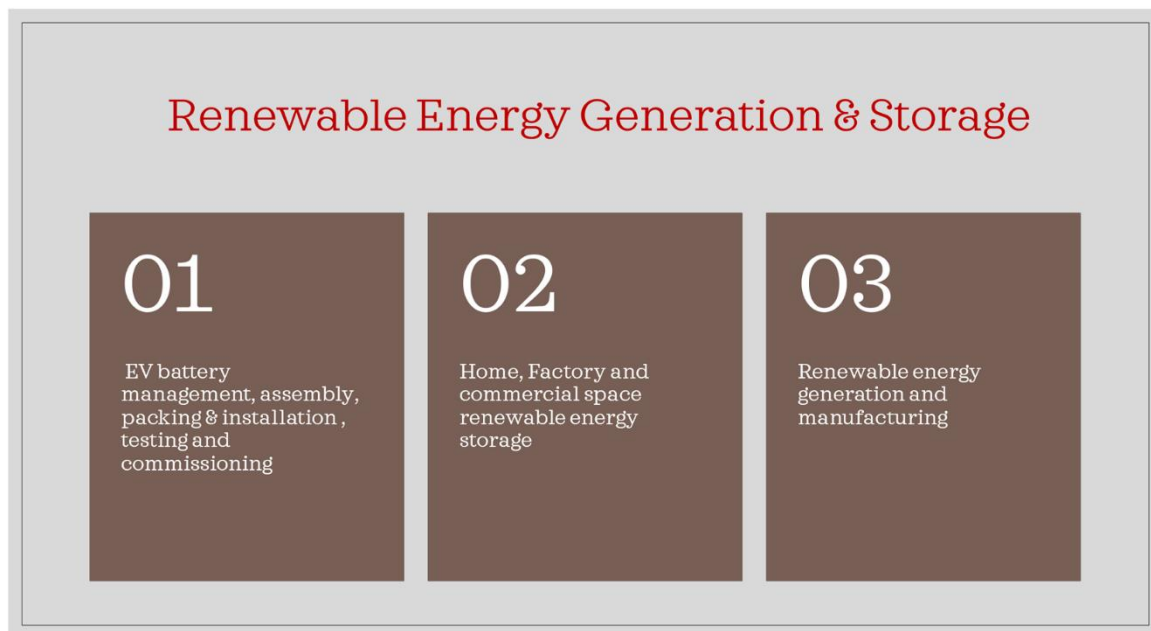 Renewable Energy Generation & Storage
01
EV battery
management, assembly,
packing & installation ,
testing and
commissioning
02
Home, Factory and
commercial space
renewable energy
storage
03
Renewable energy
generation and
manufacturing